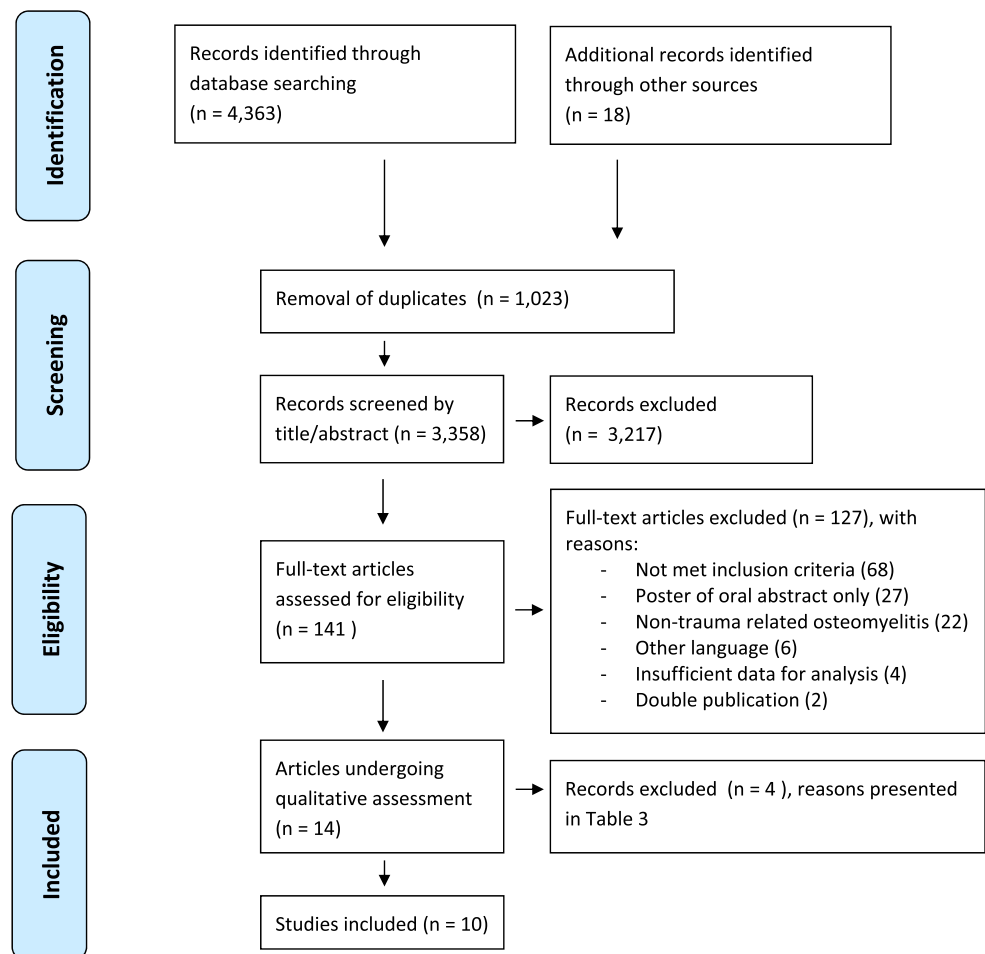 Identification
Records identified through
database searching
(n = 4,363)
Additional records identified
through other sources
(n = 18)
Screening
Removal of duplicates  (n = 1,023)
Records screened by
title/abstract (n = 3,358)
Records excluded
(n =  3,217)
Eligibility
Full-text articles
assessed for eligibility
(n = 141 )
Full-text articles excluded (n = 127), with
reasons:
- Not met inclusion criteria (68)
- Poster of oral abstract only (27)
- Non-trauma related osteomyelitis (22)
- Other language (6)
- Insufficient data for analysis (4)
- Double publication (2)
Included
Articles undergoing
qualitative assessment
(n = 14)
Records excluded  (n = 4 ), reasons presented
in Table 3
Studies included (n = 10)